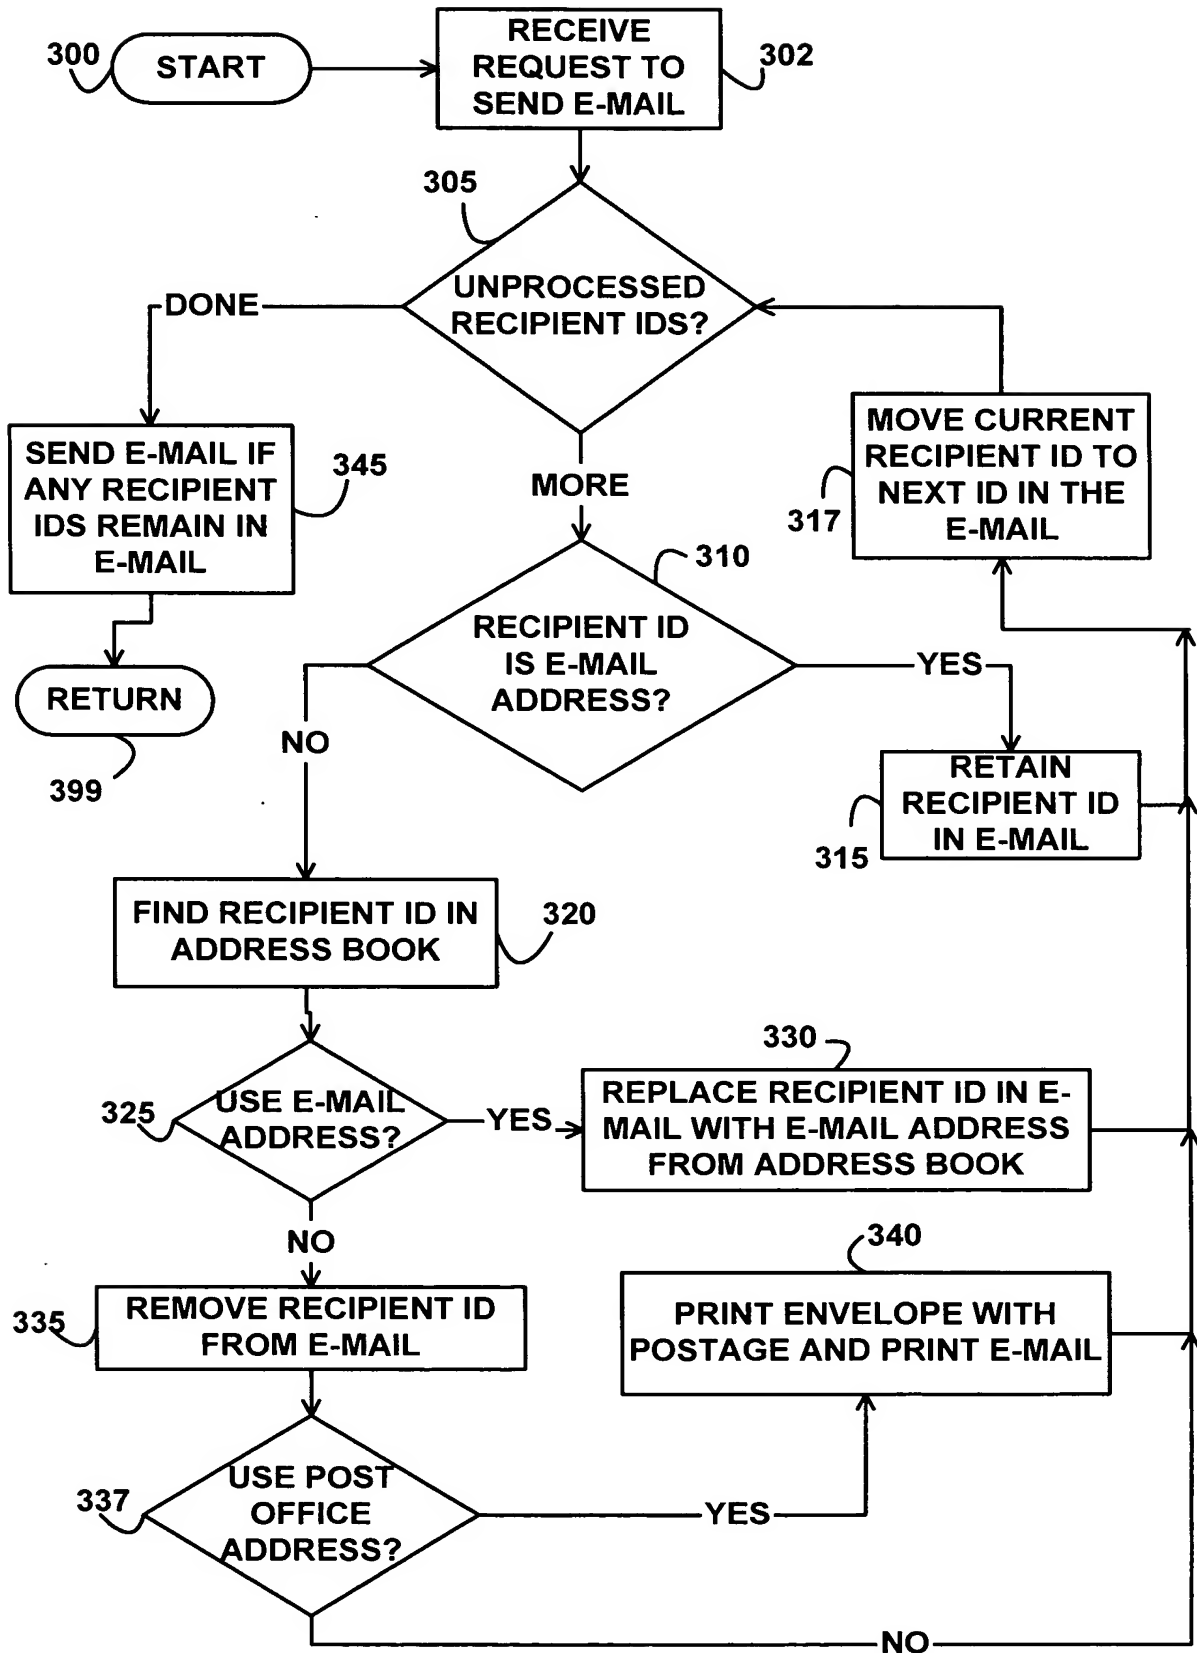 300
START
RECEIVE
REQUEST TO
SEND E-MAIL
302
305
UNPROCESSED
RECIPIENT IDS?
DONE
MORE
SEND E-MAIL IF
ANY RECIPIENT
IDS REMAIN IN
E-MAIL
345
MOVE CURRENT
RECIPIENT ID TO
NEXT ID IN THE
E-MAIL
317
310
RECIPIENT ID
IS E-MAIL
ADDRESS?
YES
NO
RETURN
399
RETAIN
RECIPIENT ID
IN E-MAIL
315
FIND RECIPIENT ID IN
ADDRESS BOOK
320
325
USE E-MAIL
ADDRESS?
YES
330
REPLACE RECIPIENT ID IN E-
MAIL WITH E-MAIL ADDRESS
FROM ADDRESS BOOK
NO
335
REMOVE RECIPIENT ID
FROM E-MAIL
340
PRINT ENVELOPE WITH
POSTAGE AND PRINT E-MAIL
337
USE POST
OFFICE
ADDRESS?
YES
NO